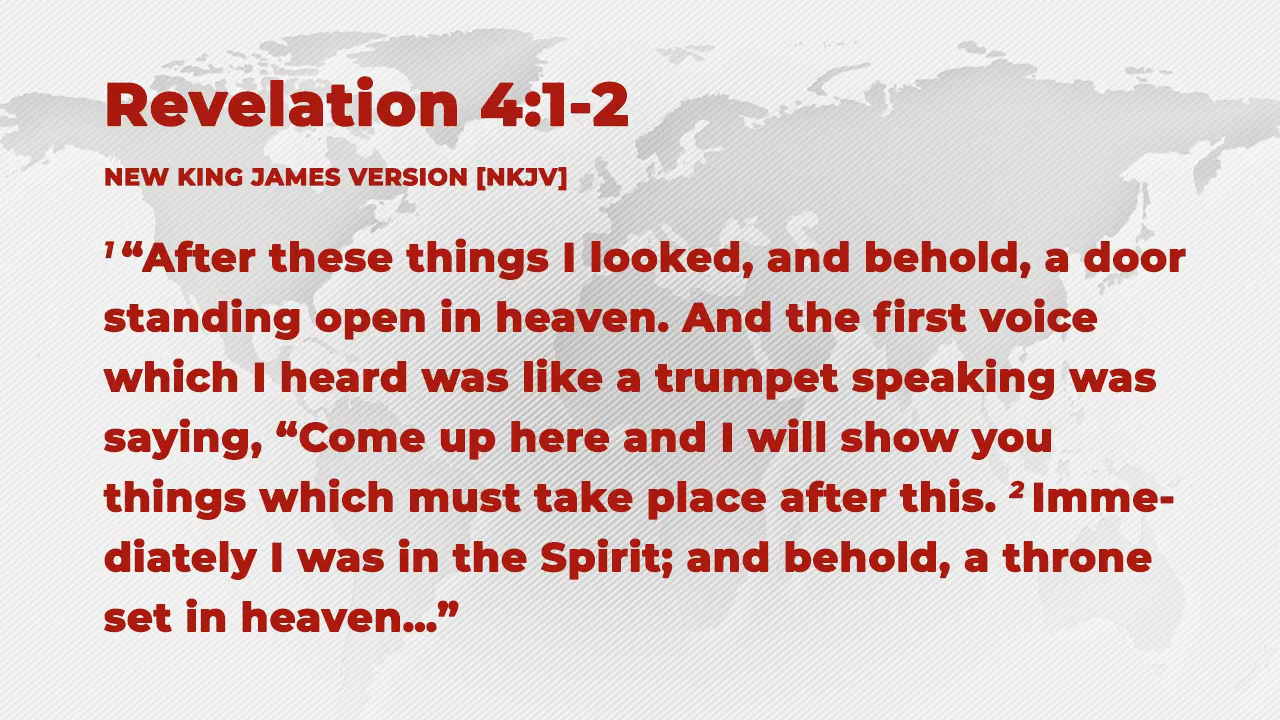 Revelation 4:1-2
NEW KING JAMES VERSION [NKJV]
1 “After these things I looked, and behold, a door
standing open in heaven. And the first voice
which I heard was like a trumpet speaking was
saying, “Come up here and I will show you
things which must take place after this. 2 Imme-
diately I was in the Spirit; and behold, a throne
set in heaven...”